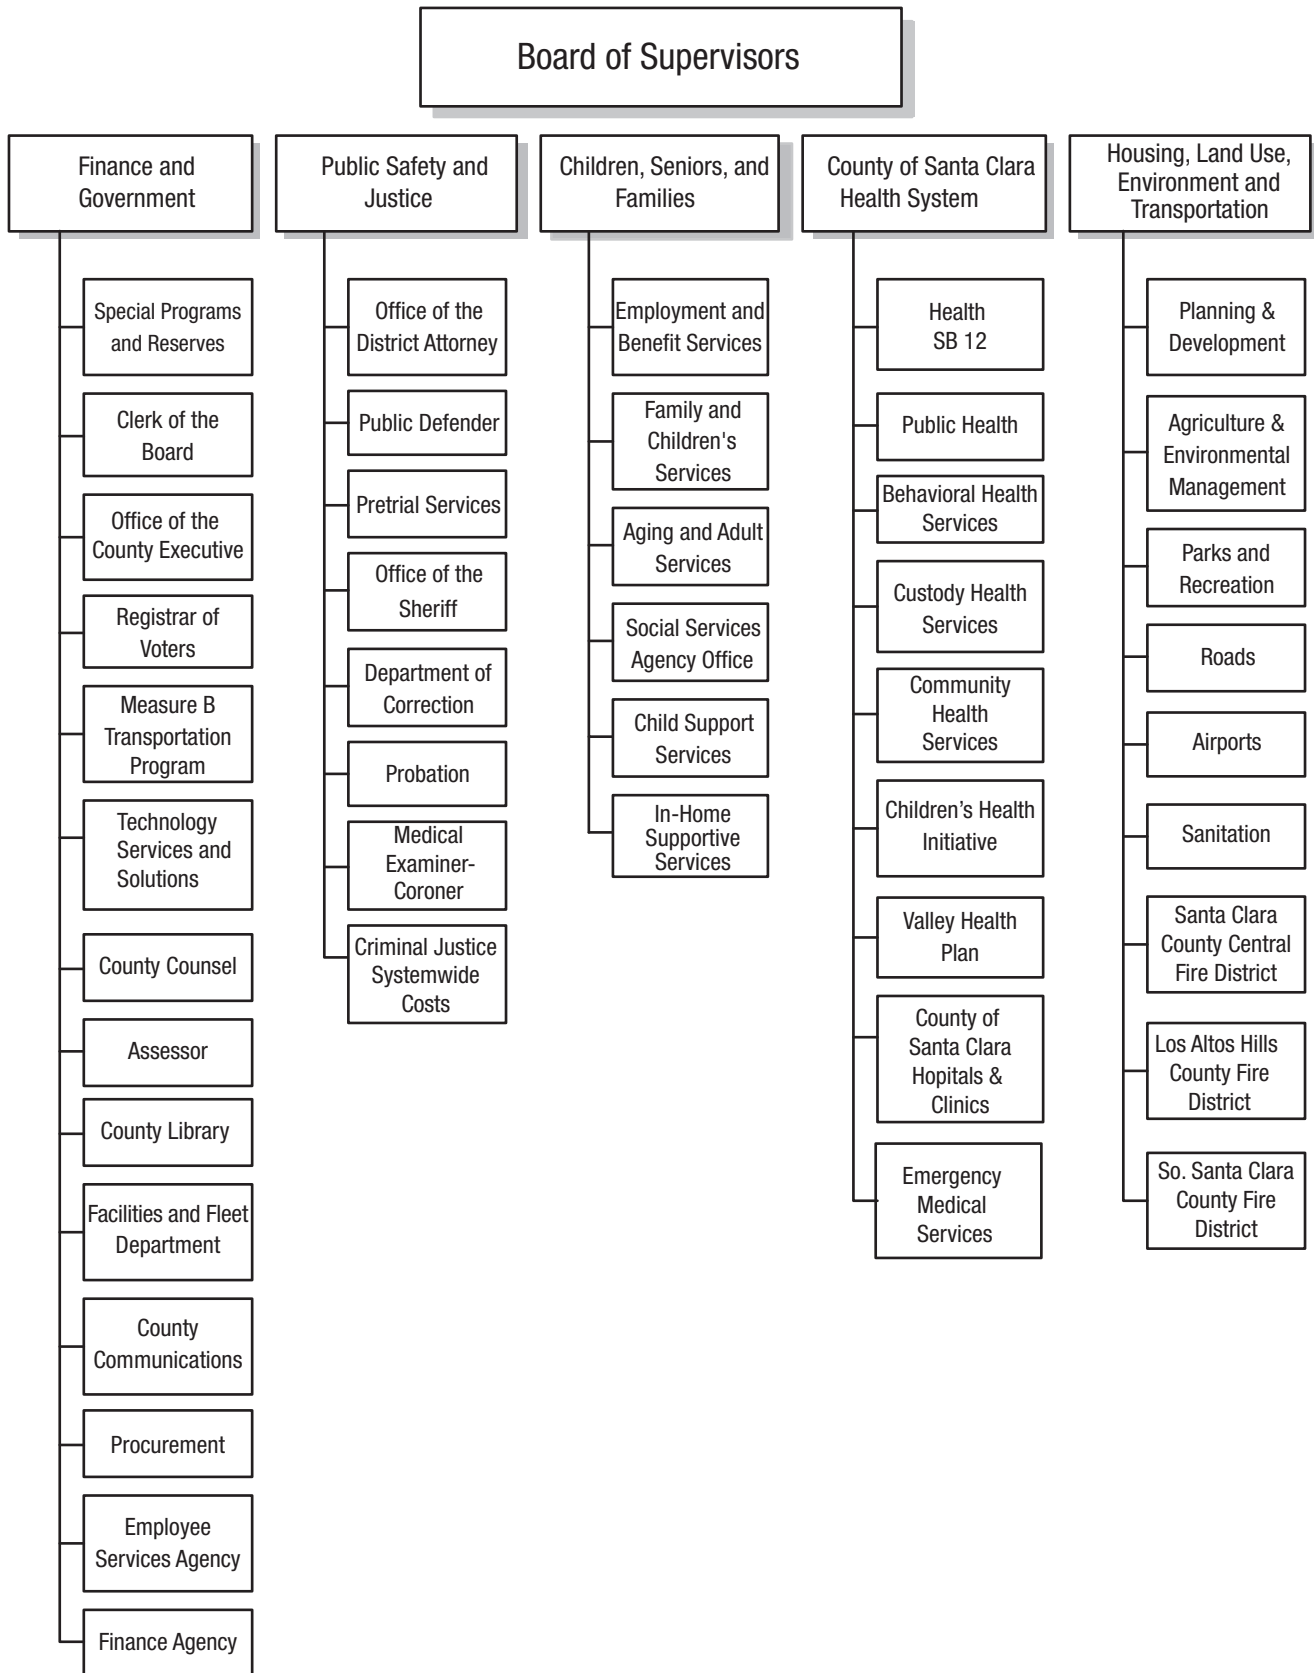 Board of Supervisors
Finance and
Government
Special Programs
and Reserves
Clerk of the
Board
Office of the
County Executive
Registrar of
Voters
Measure B
Transportation
Program
Technology
Services and
Solutions
County Counsel
Assessor
County Library
Facilities and Fleet
Department
County
Communications
Procurement
Employee
Services Agency
Finance Agency
Public Safety and
Justice
Office of the
District Attorney
Public Defender
Pretrial Services
Office of the
Sheriff
Department of
Correction
Probation
Medical
Examiner-
Coroner
Criminal Justice
Systemwide
Costs
Children, Seniors, and
Families
Employment and
Benefit Services
Family and
Children's
Services
Aging and Adult
Services
Social Services
Agency Office
Child Support
Services
In-Home
Supportive
Services
County of Santa Clara
Health System
Health
SB 12
Public Health
Behavioral Health
Services
Custody Health
Services
Community
Health
Services
Children’s Health
Initiative
Valley Health
Plan
County of
Santa Clara
Hopitals &
Clinics
Emergency
Medical
Services
Housing, Land Use,
Environment and
Transportation
Planning &
Development
Agriculture &
Environmental
Management
Parks and
Recreation
Roads
Airports
Sanitation
Santa Clara
County Central
Fire District
Los Altos Hills
County Fire
District
So. Santa Clara
County Fire
District